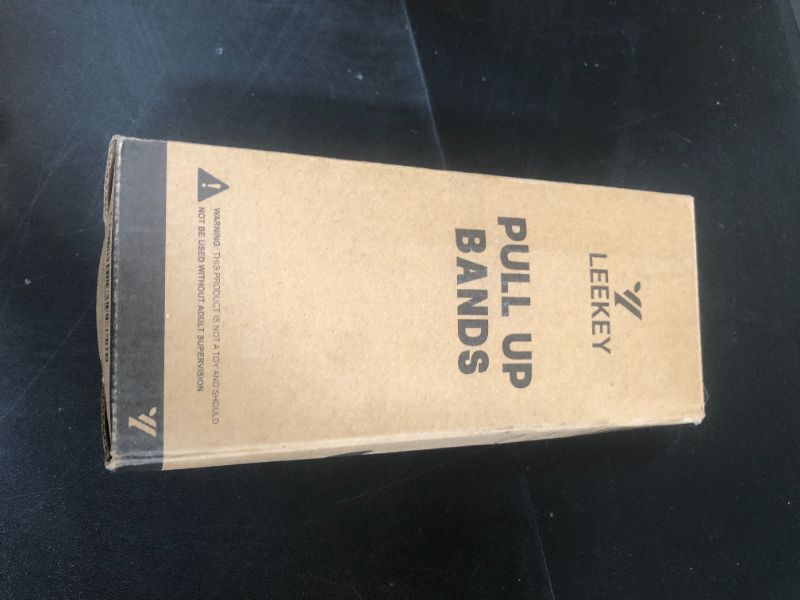 LEEKEY
PULL UP
BANDS
WARNING: THIS PRODUCT IS NOT A TOY AND SHOULD
NOT BE USED WITHOUT ADULT SUPERVISION